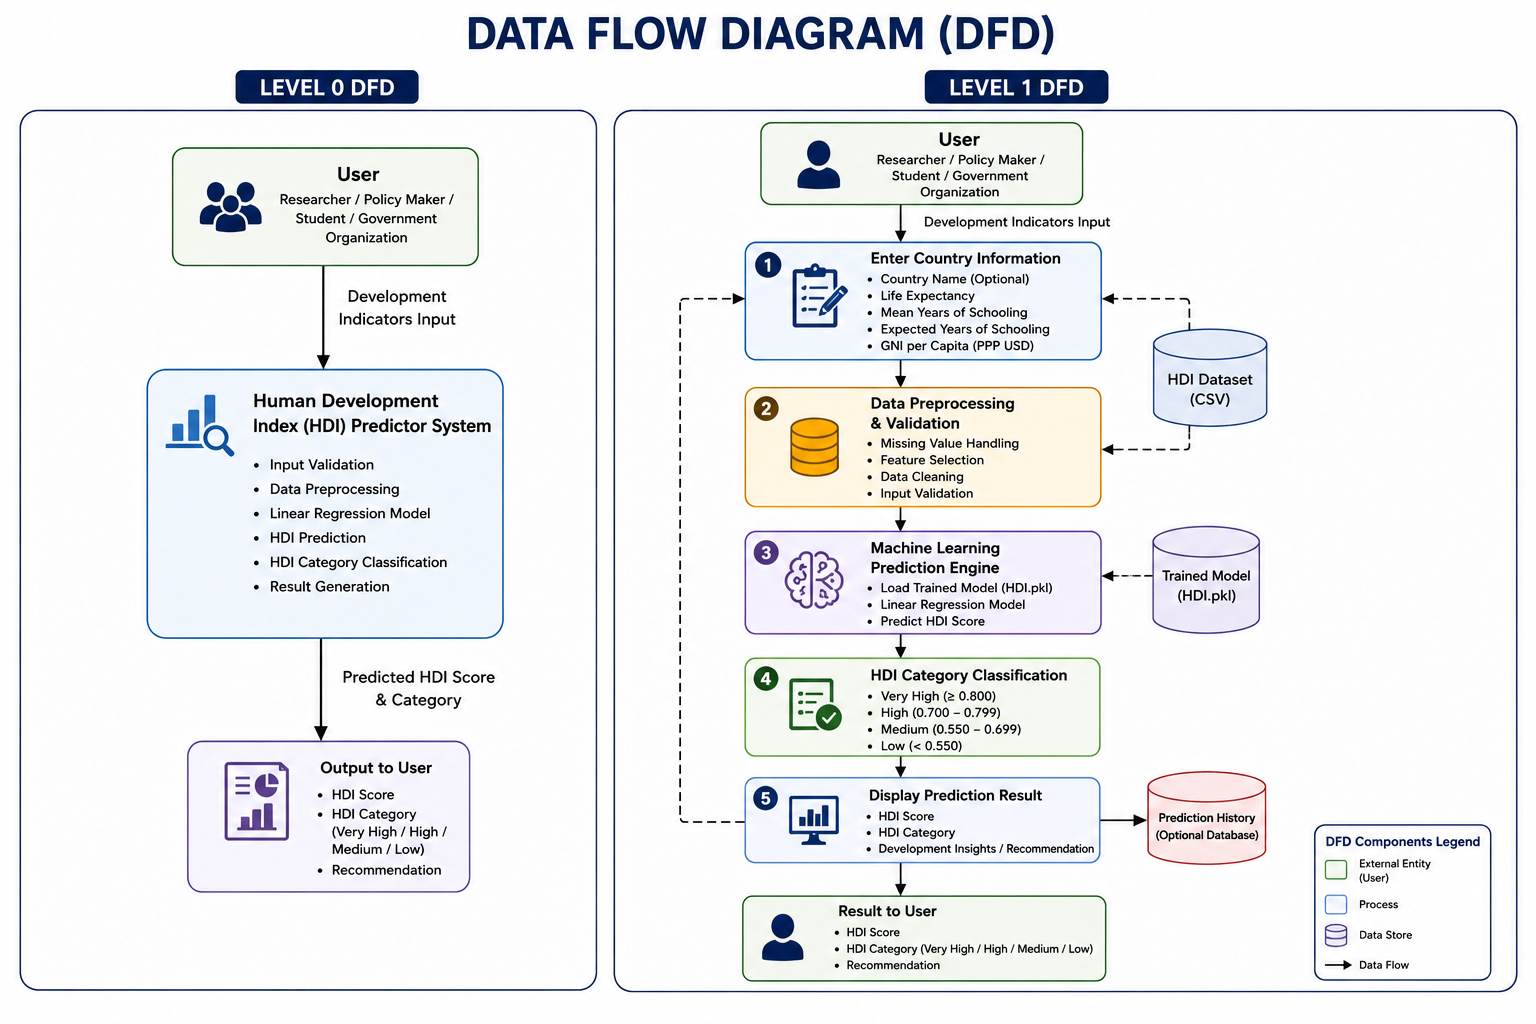 DATA FLOW DIAGRAM (DFD)
LEVEL 0 DFD
User
Researcher / Policy Maker /
Student / Government
Organization
Development
Indicators Input
Human Development
Index (HDI) Predictor System
• Input Validation
• Data Preprocessing
• Linear Regression Model
• HDI Prediction
• HDI Category Classification
• Result Generation
Predicted HDI Score
& Category
Output to User
• HDI Score
• HDI Category
(Very High / High /
Medium / Low)
• Recommendation
LEVEL 1 DFD
User
Researcher / Policy Maker /
Student / Government
Organization
Development Indicators Input
1
Enter Country Information
• Country Name (Optional)
• Life Expectancy
• Mean Years of Schooling
• Expected Years of Schooling
• GNI per Capita (PPP USD)
HDI Dataset
(CSV)
2
Data Preprocessing
& Validation
• Missing Value Handling
• Feature Selection
• Data Cleaning
• Input Validation
3
Machine Learning
Prediction Engine
• Load Trained Model (HDI.pkl)
• Linear Regression Model
• Predict HDI Score
Trained Model
(HDI.pkl)
4
HDI Category Classification
• Very High (≥ 0.800)
• High (0.700 – 0.799)
• Medium (0.550 – 0.699)
• Low (< 0.550)
5
Display Prediction Result
• HDI Score
• HDI Category
• Development Insights / Recommendation
Prediction History
(Optional Database)
Result to User
• HDI Score
• HDI Category (Very High / High / Medium / Low)
• Recommendation
DFD Components Legend
External Entity
(User)
Process
Data Store
Data Flow